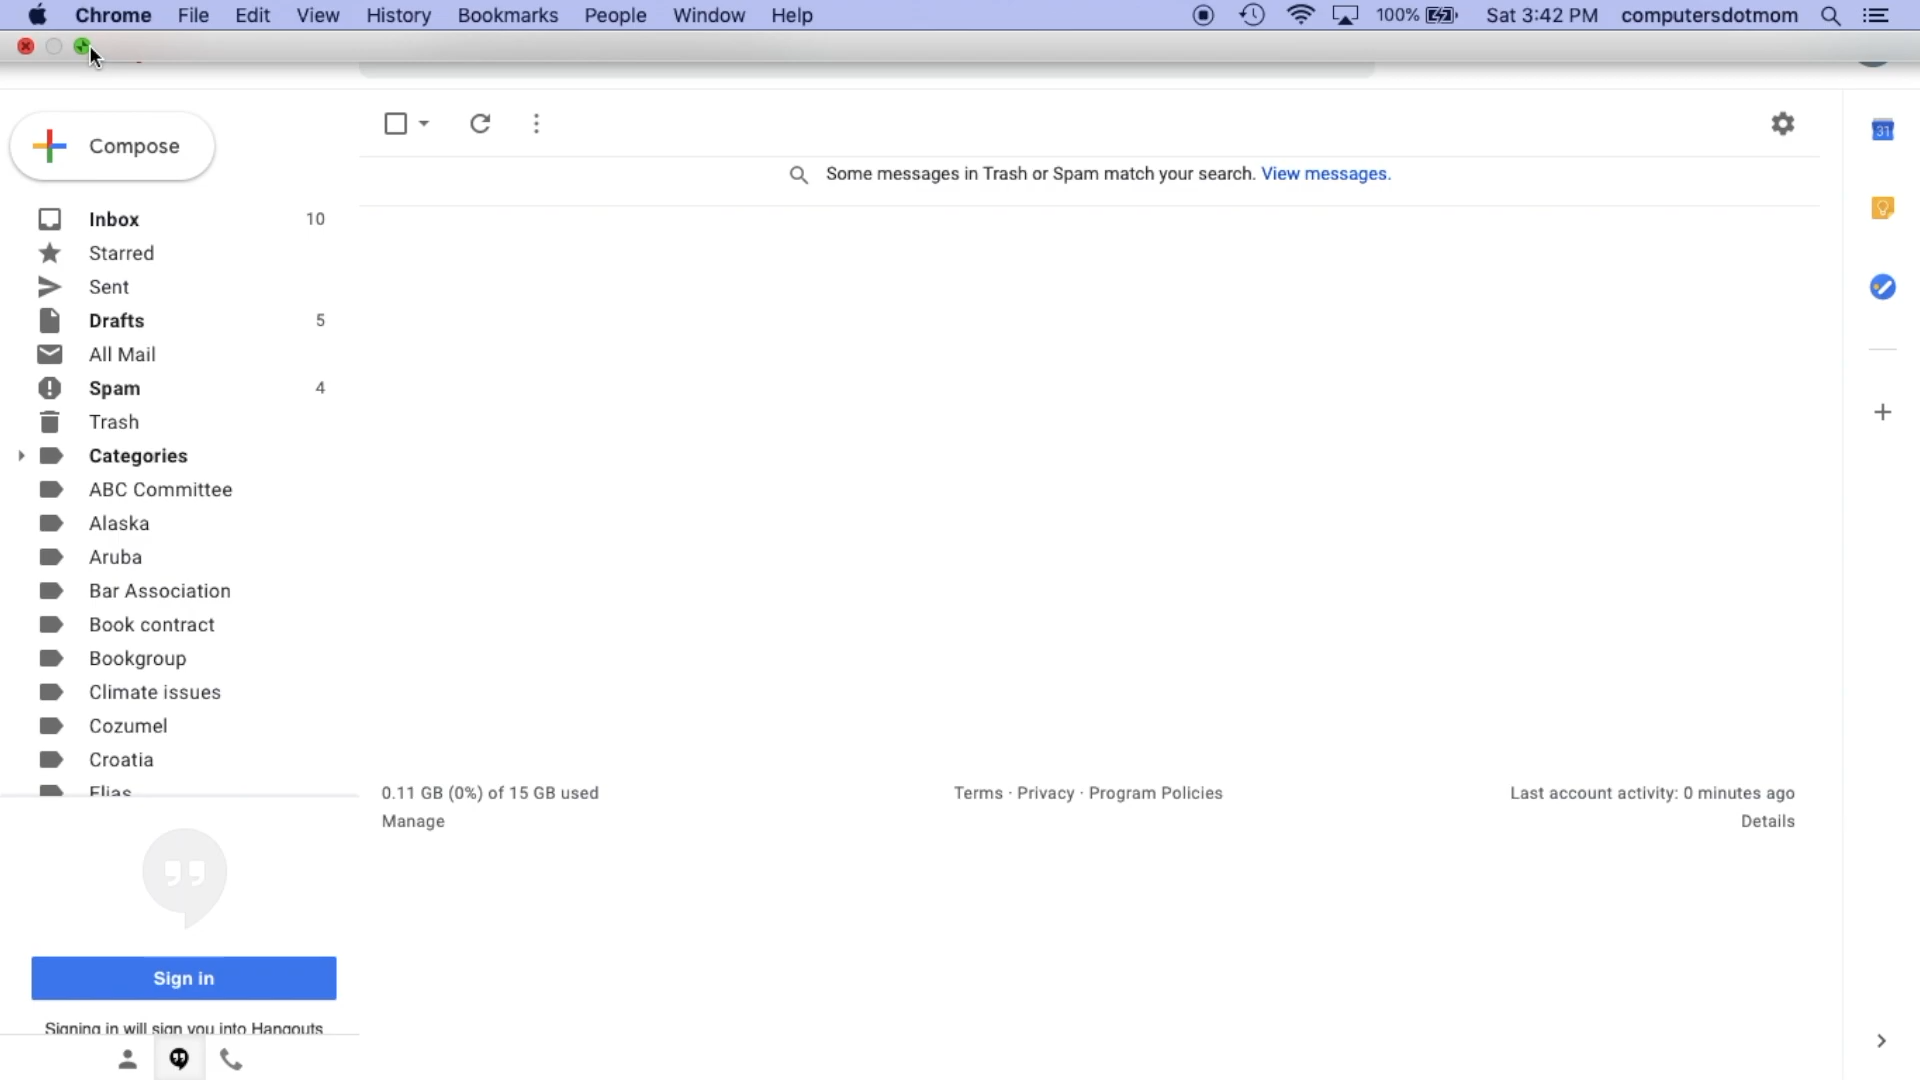 Chrome File Edit View History Bookmarks People Window Help 100% Sat 3:42 PM computersdotmom
Compose
Some messages in Trash or Spam match your search. View messages.
31
Inbox 10
Starred
Sent
Drafts 5
All Mail
Spam 4
Trash
Categories
ABC Committee
Alaska
Aruba
Bar Association
Book contract
Bookgroup
Climate issues
Cozumel
Croatia
Elias
0.11 GB (0%) of 15 GB used
Manage
Terms · Privacy · Program Policies
Last account activity: 0 minutes ago
Details
Sign in
Signing in will sign you into Hangouts